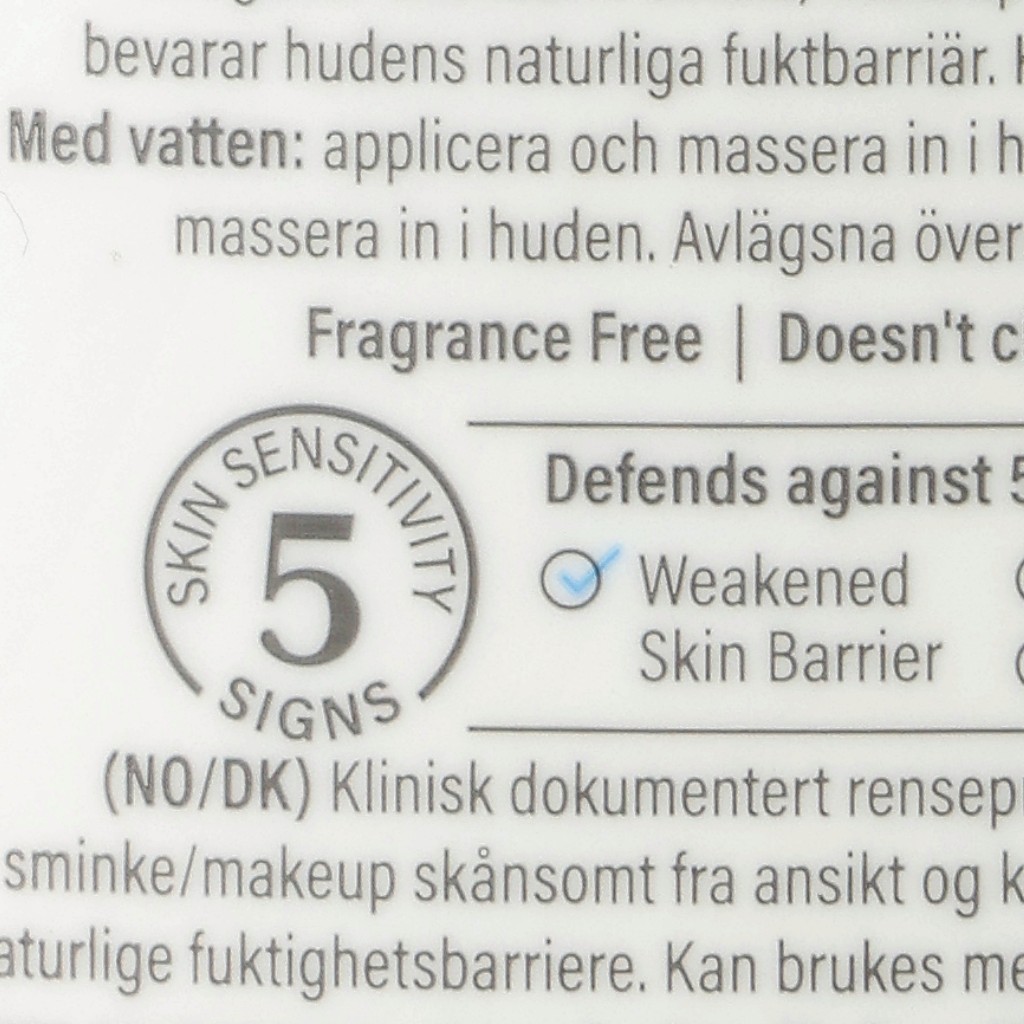 bevarar hudens naturliga fuktbarriär.
Med vatten: applicera och massera in i h
massera in i huden. Avlägsna över
Fragrance Free | Doesn't c
SKIN SENSITIVITY
5
SIGNS
Defends against 5
Weakened
Skin Barrier
(NO/DK) Klinisk dokumentert rensep
sminke/makeup skånsomt fra ansikt og k
aturlige fuktighetsbarriere. Kan brukes me